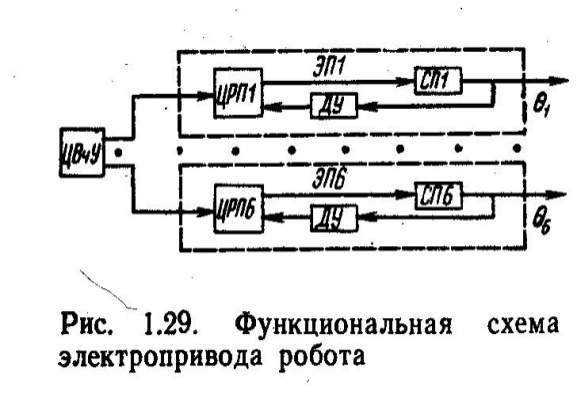 ЭП1
ЦРП1
СП1
ДУ
θ₁
ЦВчУ
ЭП6
ЦРП6
СП6
ДУ
θ₆
Рис. 1.29. Функциональная схема
электропривода робота